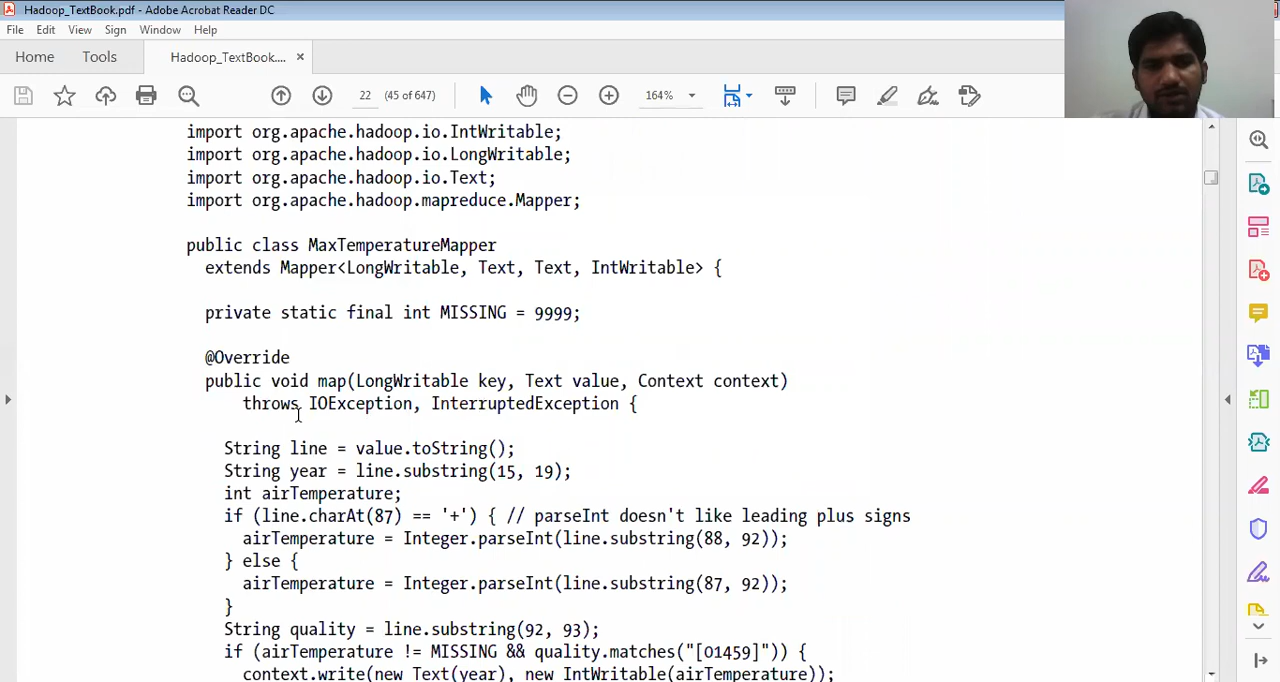 Hadoop_TextBook.pdf - Adobe Acrobat Reader DC
File Edit View Sign Window Help
Home Tools Hadoop_TextBook.... ×
22 (45 of 647) 164%
import org.apache.hadoop.io.IntWritable;
import org.apache.hadoop.io.LongWritable;
import org.apache.hadoop.io.Text;
import org.apache.hadoop.mapreduce.Mapper;
public class MaxTemperatureMapper
extends Mapper<LongWritable, Text, Text, IntWritable> {
private static final int MISSING = 9999;
@Override
public void map(LongWritable key, Text value, Context context)
throws IOException, InterruptedException {
String line = value.toString();
String year = line.substring(15, 19);
int airTemperature;
if (line.charAt(87) == '+') { // parseInt doesn't like leading plus signs
airTemperature = Integer.parseInt(line.substring(88, 92));
} else {
airTemperature = Integer.parseInt(line.substring(87, 92));
}
String quality = line.substring(92, 93);
if (airTemperature != MISSING && quality.matches("[01459]")) {
context.write(new Text(year), new IntWritable(airTemperature));